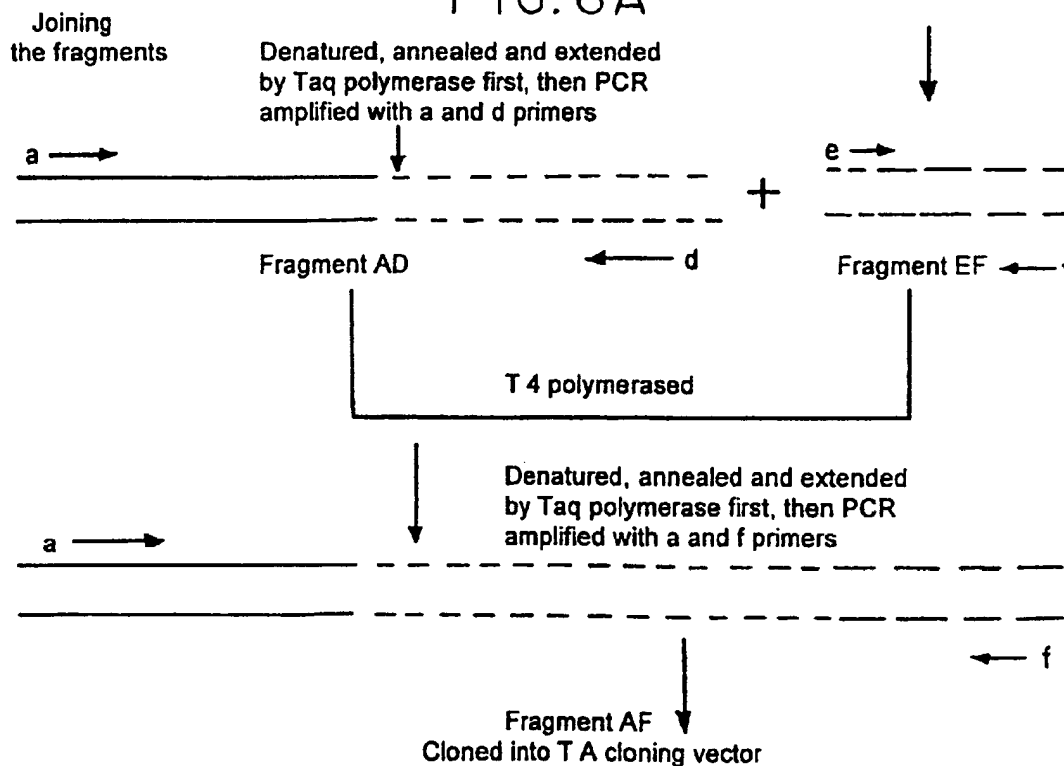 FIG. 6A
Joining
the fragments
Denatured, annealed and extended
by Taq polymerase first, then PCR
amplified with a and d primers
a
e
+
Fragment AD
d
Fragment EF
T 4 polymerased
Denatured, annealed and extended
by Taq polymerase first, then PCR
amplified with a and f primers
a
f
Fragment AF
Cloned into T A cloning vector